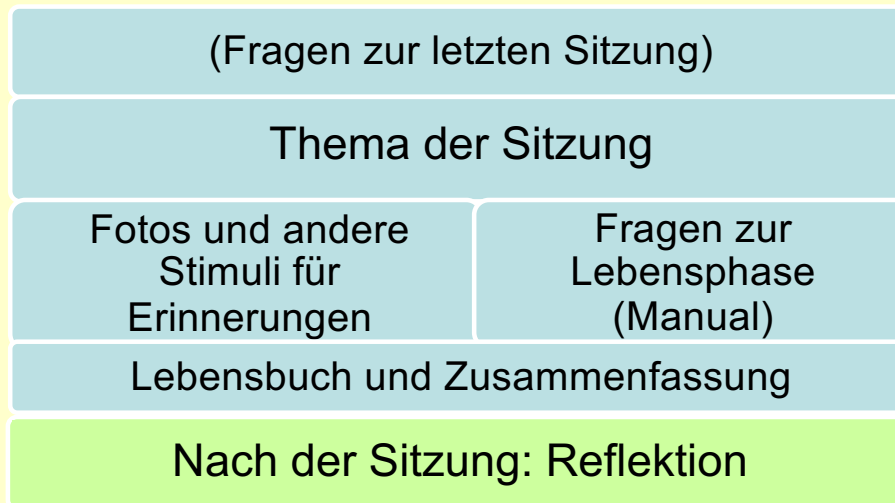 (Fragen zur letzten Sitzung)
Thema der Sitzung
Fotos und andere
Stimuli für
Erinnerungen
Fragen zur
Lebensphase
(Manual)
Lebensbuch und Zusammenfassung
Nach der Sitzung: Reflektion